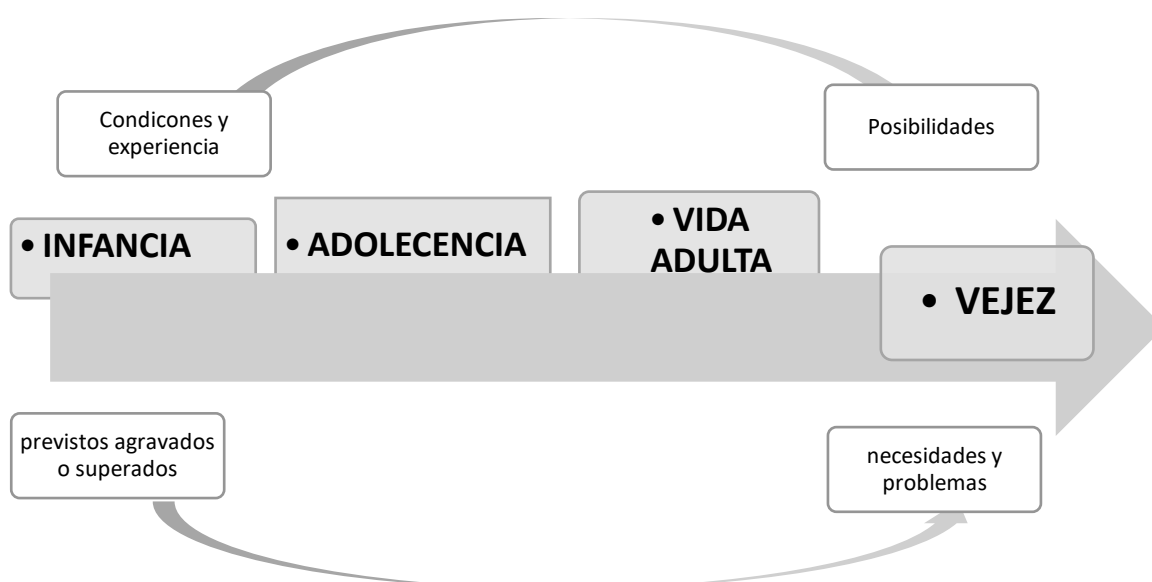 Condicones y
experiencia
Posibilidades
• INFANCIA
• ADOLECENCIA
• VIDA
ADULTA
• VEJEZ
previstos agravados
o superados
necesidades y
problemas